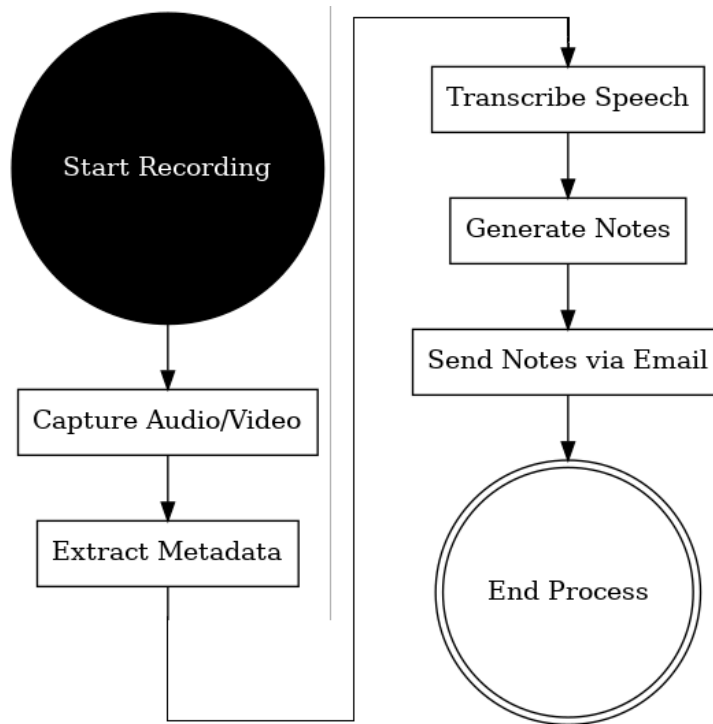 Start Recording
Capture Audio/Video
Extract Metadata
Transcribe Speech
Generate Notes
Send Notes via Email
End Process